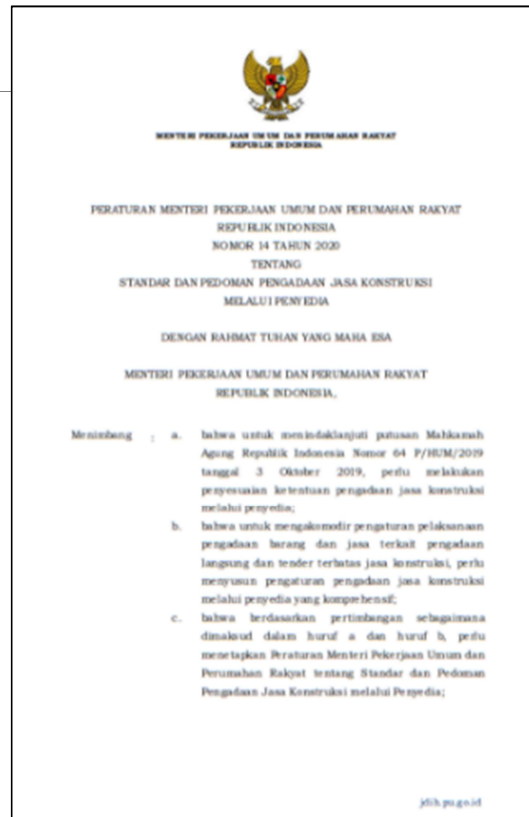 MENTERI PEKERJAAN UMUM DAN PERUMAHAN RAKYAT
REPUBLIK INDONESIA
PERATURAN MENTERI PEKERJAAN UMUM DAN PERUMAHAN RAKYAT
REPUBLIK INDONESIA
NOMOR 14 TAHUN 2020
TENTANG
STANDAR DAN PEDOMAN PENGADAAN JASA KONSTRUKSI
MELALUI PENYEDIA
DENGAN RAHMAT TUHAN YANG MAHA ESA
MENTERI PEKERJAAN UMUM DAN PERUMAHAN RAKYAT
REPUBLIK INDONESIA,
Menimbang : a. bahwa untuk menindaklanjuti putusan Mahkamah
Agung Republik Indonesia Nomor 64 P/HUM/2019
tanggal 3 Oktober 2019, perlu melakukan
penyesuaian ketentuan pengadaan jasa konstruksi
melalui penyedia;
b. bahwa untuk mengakomodir pengaturan pelaksanaan
pengadaan barang dan jasa terkait pengadaan
langsung dan tender terbatas jasa konstruksi, perlu
menyusun pengaturan pengadaan jasa konstruksi
melalui penyedia yang komprehensif;
c. bahwa berdasarkan pertimbangan sebagaimana
dimaksud dalam huruf a dan huruf b, perlu
menetapkan Peraturan Menteri Pekerjaan Umum dan
Perumahan Rakyat tentang Standar dan Pedoman
Pengadaan Jasa Konstruksi melalui Penyedia;
jdih.pu.go.id